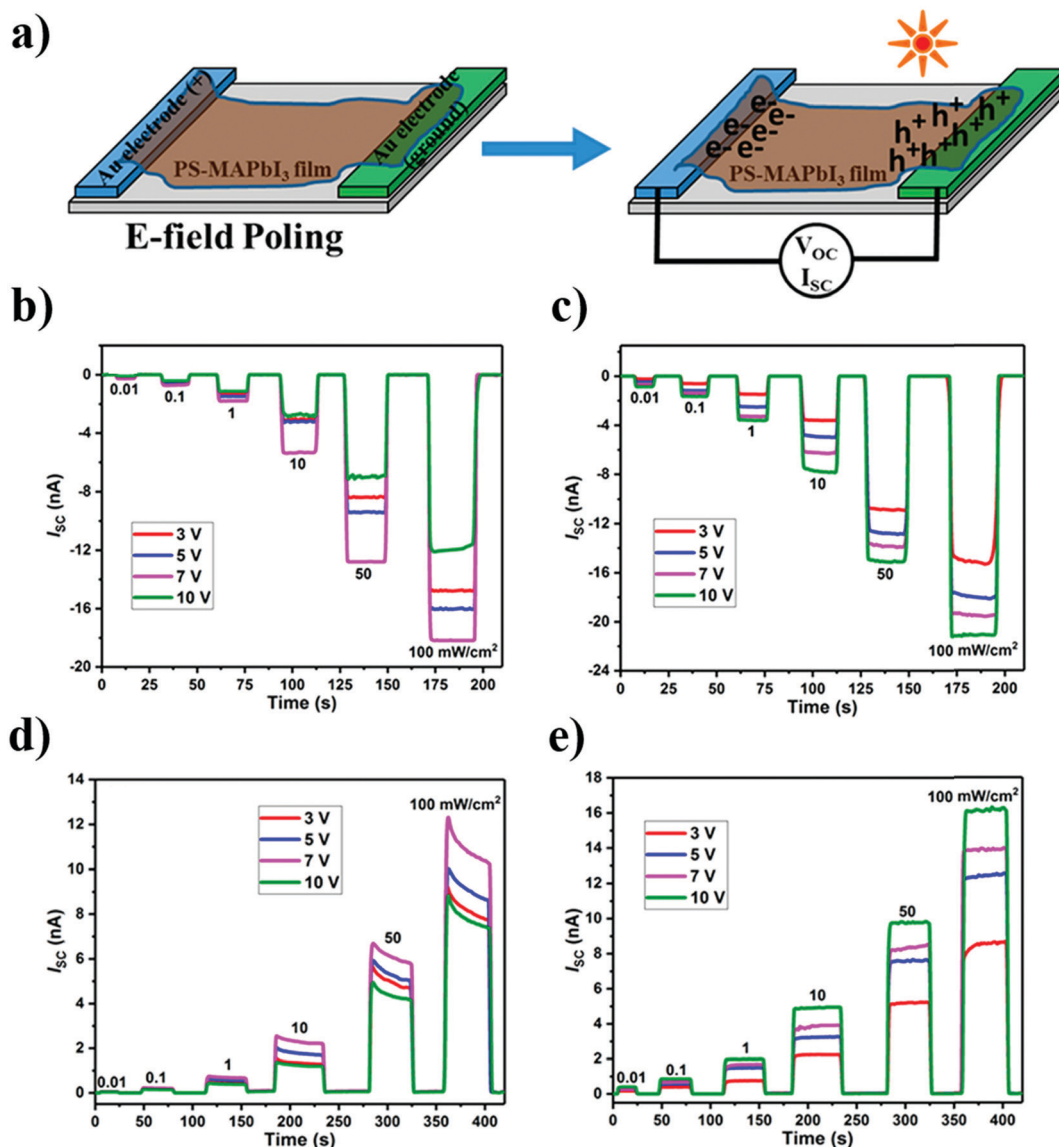 a)
Au electrode (+
PS-MAPbI₃ film
Au electrode
(ground)
E-field Poling
e- e- e- e- e- e- e-
h⁺ h⁺ h⁺ h⁺ h⁺ h⁺ h⁺
PS-MAPbI₃ film
V_OC
I_SC
b)
I_SC (nA)
0
-4
-8
-12
-16
-20
0.01
0.1
1
10
50
100 mW/cm²
3 V
5 V
7 V
10 V
0 25 50 75 100 125 150 175 200
Time (s)
c)
I_SC (nA)
0
-4
-8
-12
-16
-20
-24
0.01
0.1
1
10
50
100 mW/cm²
3 V
5 V
7 V
10 V
0 25 50 75 100 125 150 175 200
Time (s)
d)
I_SC (nA)
14
12
10
8
6
4
2
0
100 mW/cm²
3 V
5 V
7 V
10 V
50
10
1
0.1
0.01
0 50 100 150 200 250 300 350 400
Time (s)
e)
I_SC (nA)
18
16
14
12
10
8
6
4
2
0
100 mW/cm²
3 V
5 V
7 V
10 V
50
10
1
0.1
0.01
0 50 100 150 200 250 300 350 400
Time (s)